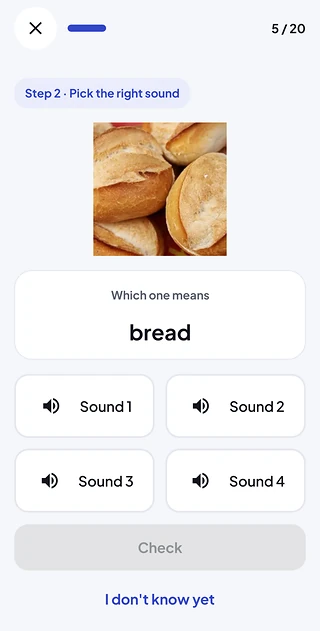 5 / 20
Step 2 · Pick the right sound
Which one means
bread
Sound 1
Sound 2
Sound 3
Sound 4
Check
I don't know yet